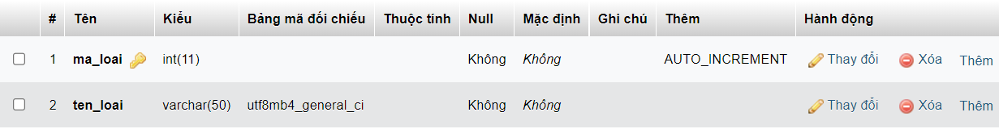 # Tên Kiểu Bảng mã đối chiếu Thuộc tính Null Mặc định Ghi chú Thêm Hành động
1 ma_loai int(11) Không Không AUTO_INCREMENT Thay đổi Xóa Thêm
2 ten_loai varchar(50) utf8mb4_general_ci Không Không Thay đổi Xóa Thêm